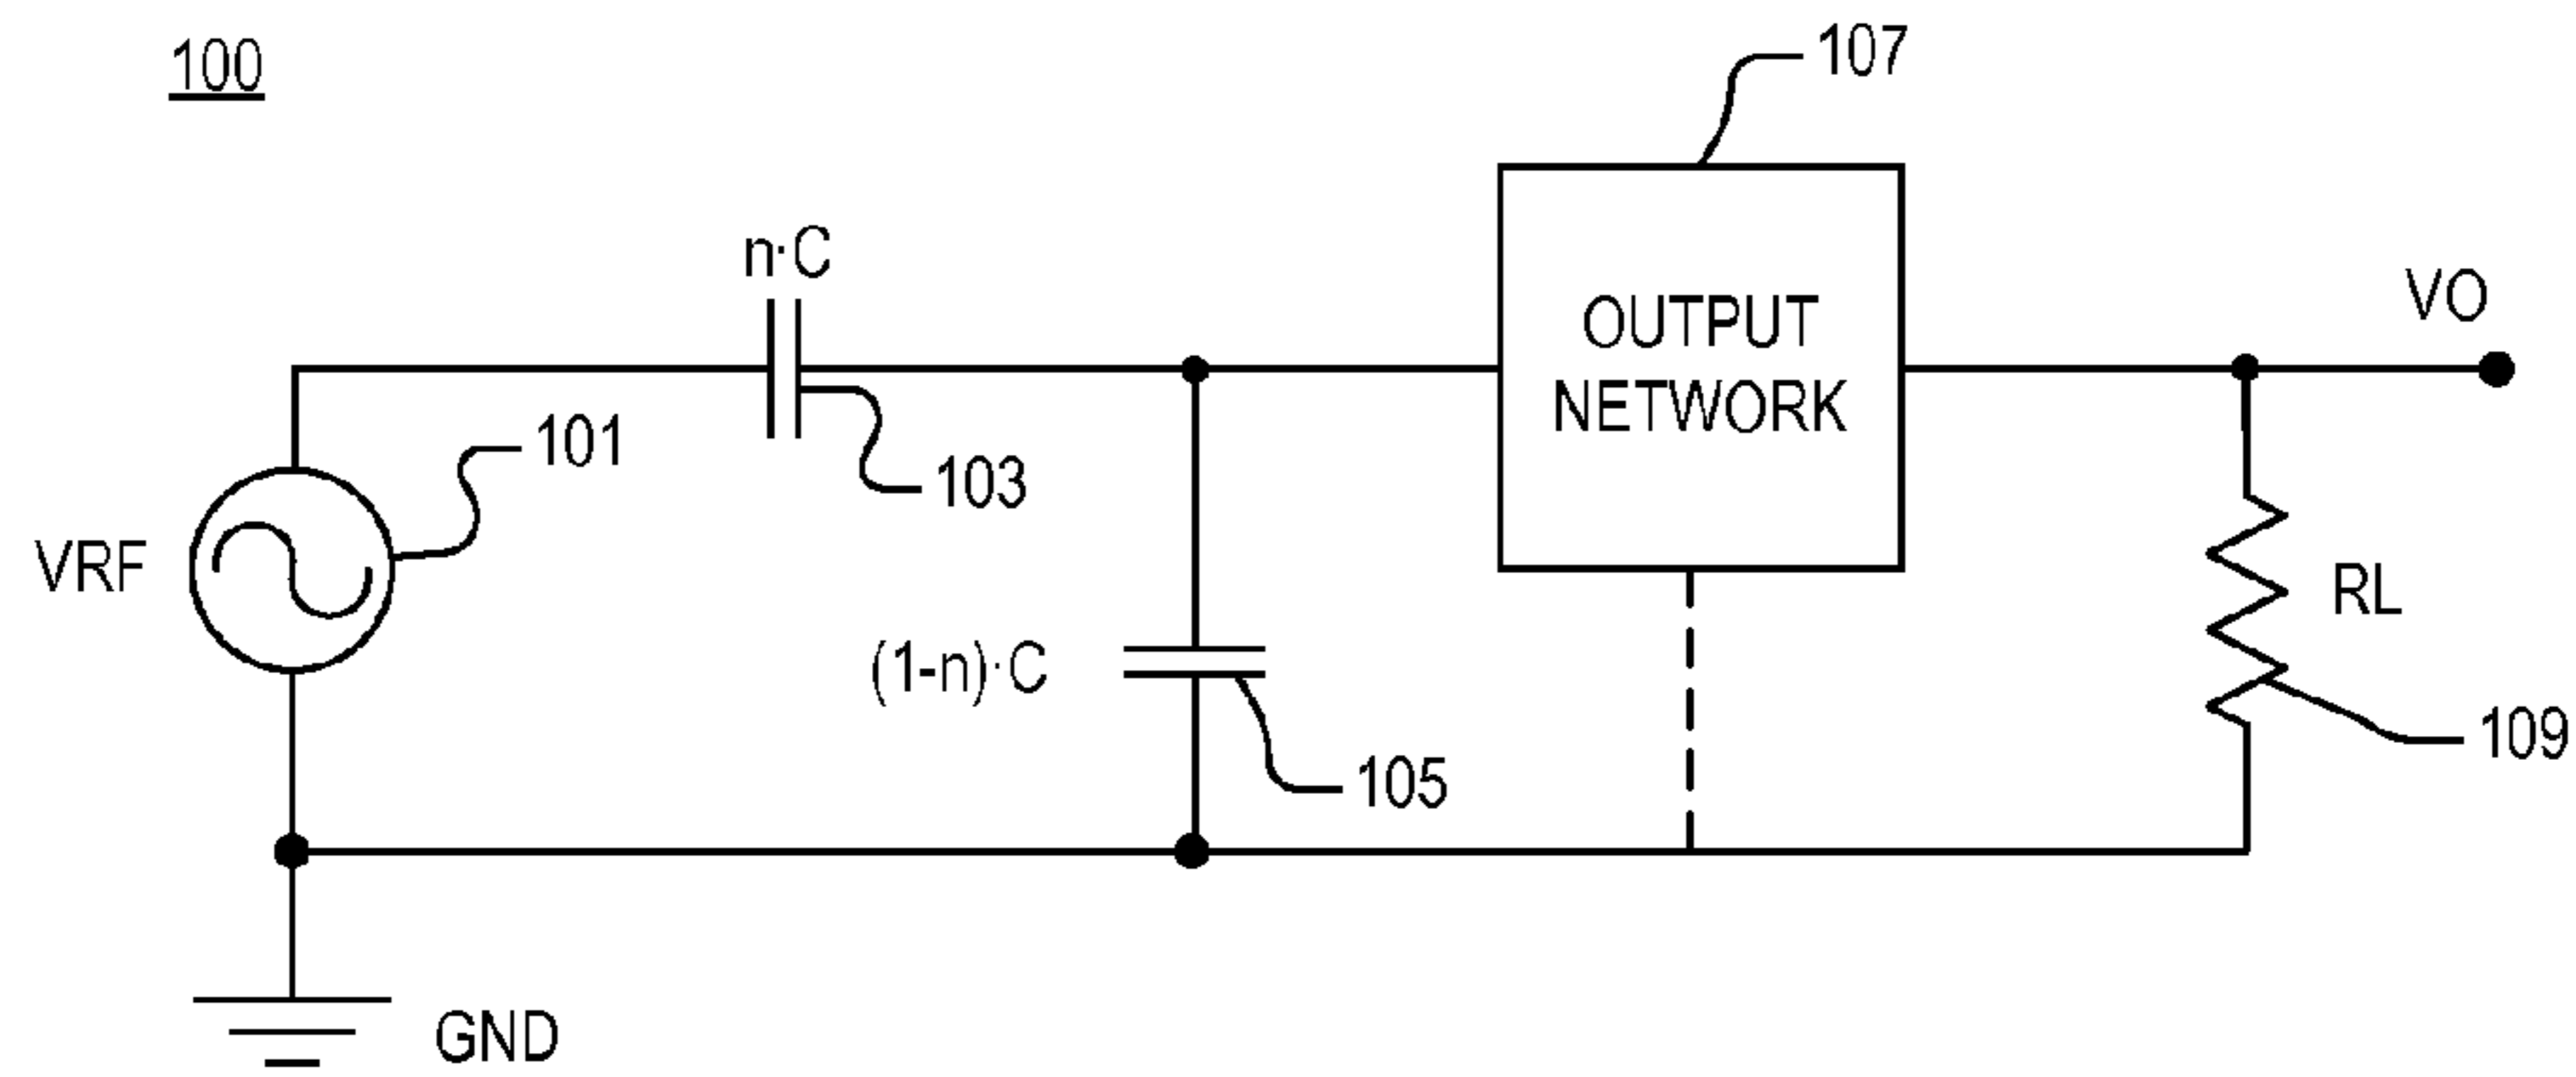 100
107
n·C
OUTPUT
NETWORK
VO
101
103
VRF
RL
(1-n)·C
109
105
GND